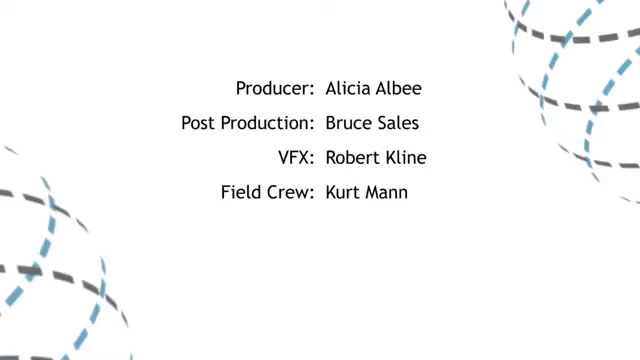 Producer: Alicia Albee
Post Production: Bruce Sales
VFX: Robert Kline
Field Crew: Kurt Mann